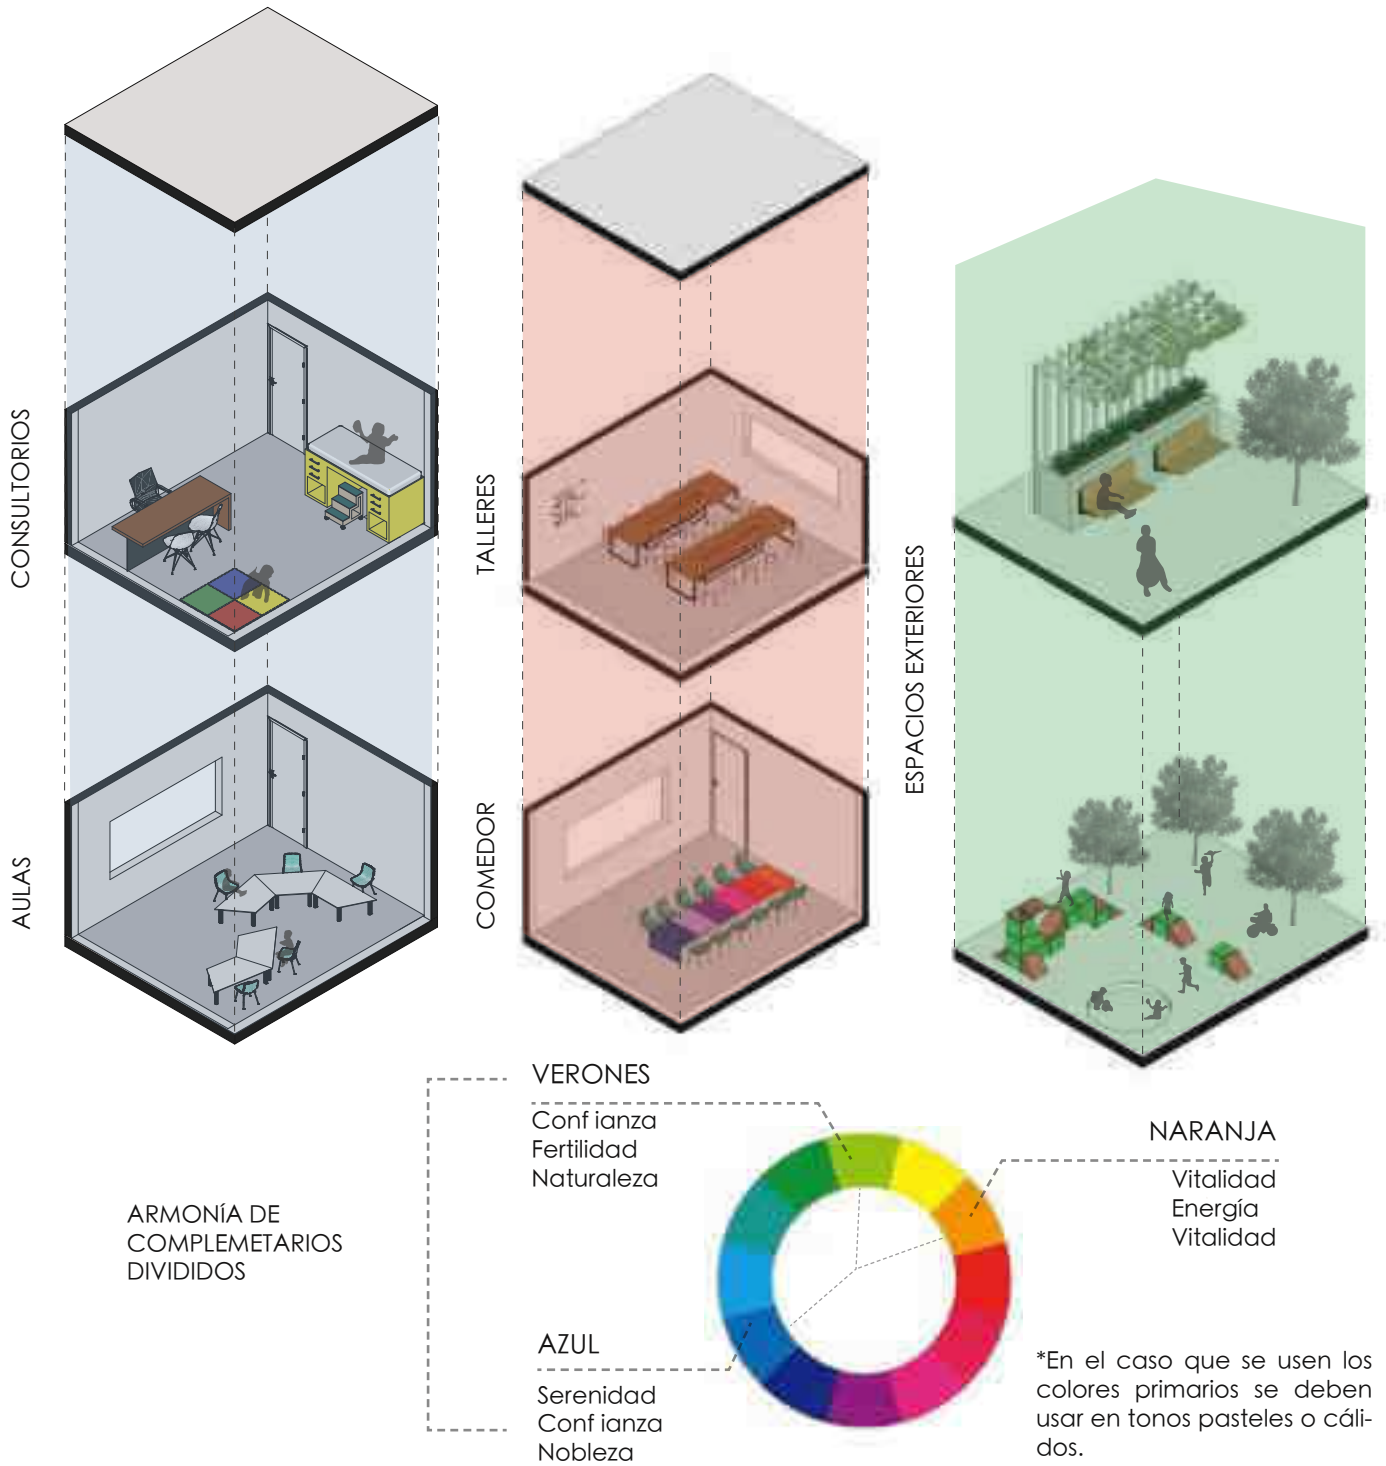 CONSULTORIOS
AULAS
TALLERES
COMEDOR
ESPACIOS EXTERIORES
VERONES
Conf ianza
Fertilidad
Naturaleza
NARANJA
Vitalidad
Energía
Vitalidad
ARMONÍA DE
COMPLEMETARIOS
DIVIDIDOS
AZUL
Serenidad
Conf ianza
Nobleza
*En el caso que se usen los
colores primarios se deben
usar en tonos pasteles o cáli-
dos.